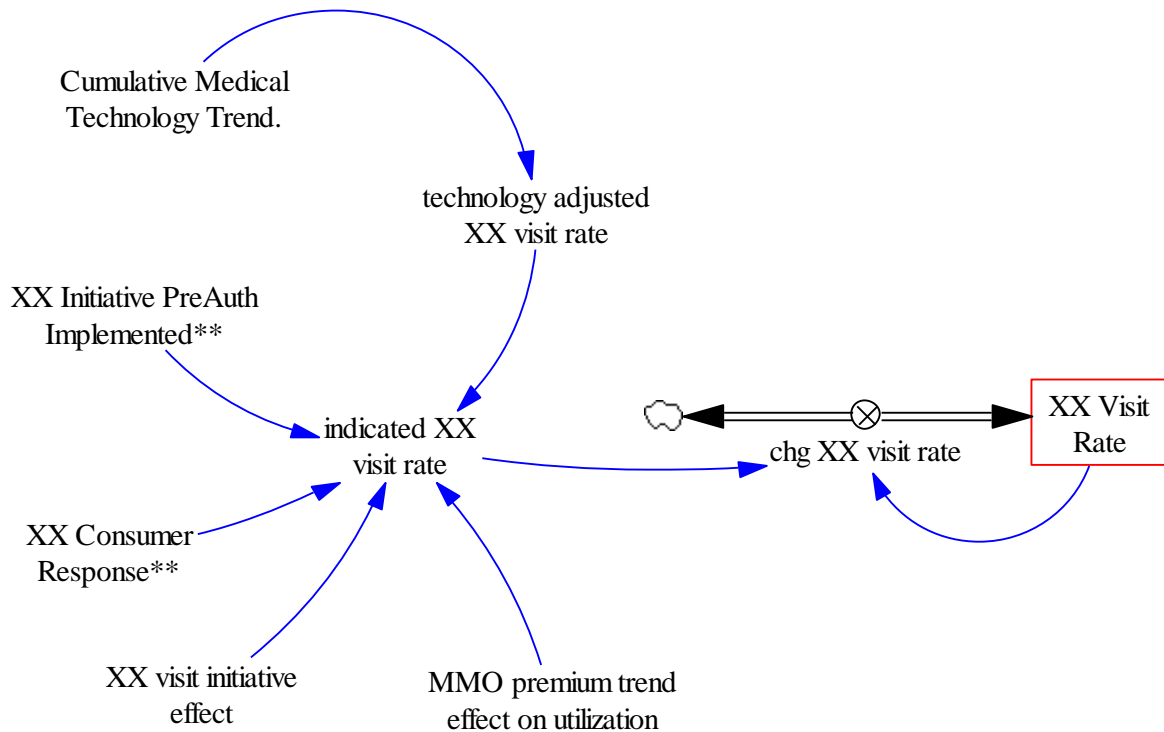 Cumulative Medical
Technology Trend.
technology adjusted
XX visit rate
XX Initiative PreAuth
Implemented**
indicated XX
visit rate
chg XX visit rate
XX Visit
Rate
XX Consumer
Response**
XX visit initiative
effect
MMO premium trend
effect on utilization